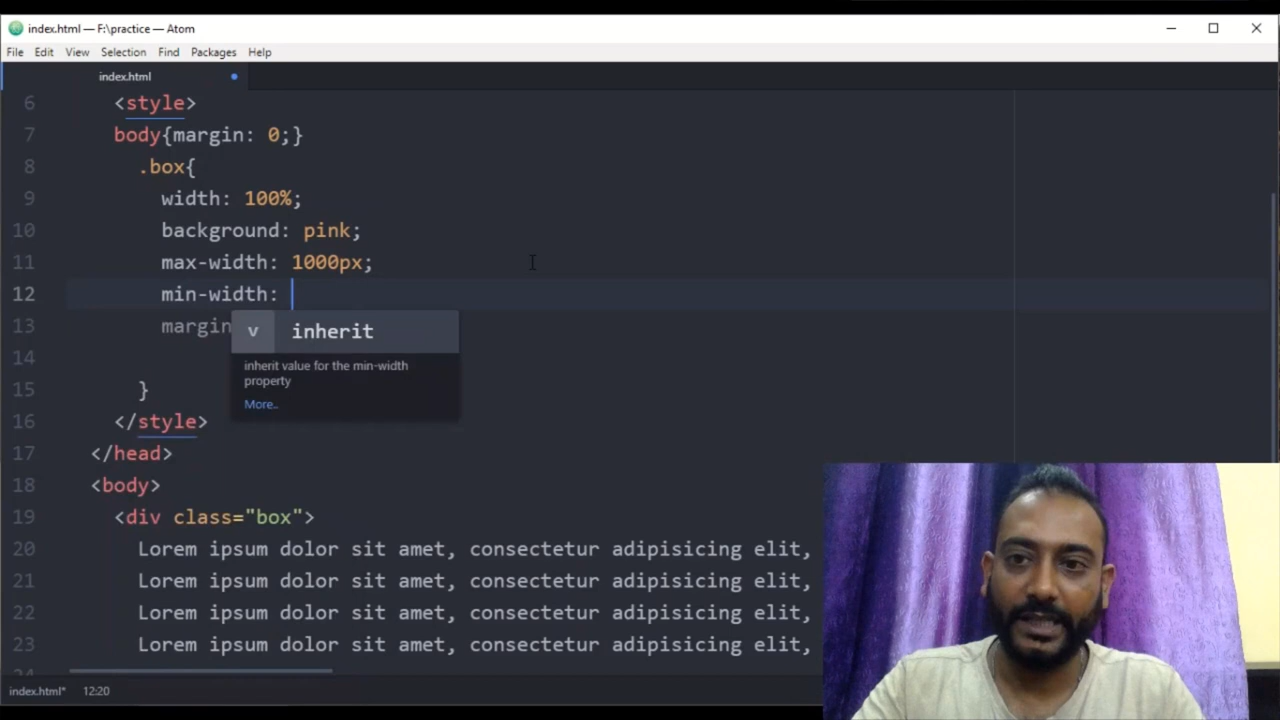 index.html — F:\practice — Atom
File Edit View Selection Find Packages Help
index.html
6 <style>
7 body{margin: 0;}
8 .box{
9 width: 100%;
10 background: pink;
11 max-width: 1000px;
12 min-width:
13 margin
v inherit
14
inherit value for the min-width
property
15 }
More..
16 </style>
17 </head>
18 <body>
19 <div class="box">
20 Lorem ipsum dolor sit amet, consectetur adipisicing elit,
21 Lorem ipsum dolor sit amet, consectetur adipisicing elit,
22 Lorem ipsum dolor sit amet, consectetur adipisicing elit,
23 Lorem ipsum dolor sit amet, consectetur adipisicing elit,
index.html* 12:20